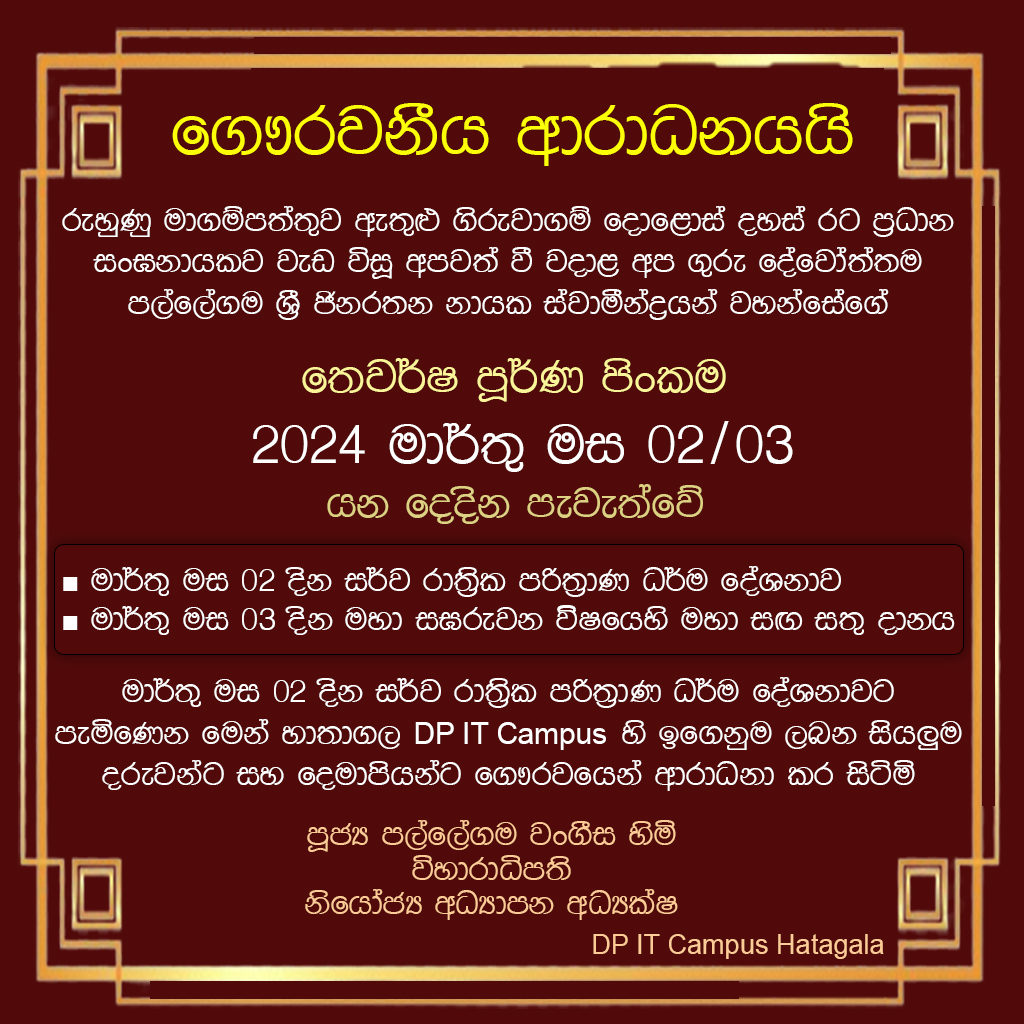 ගෞරවනීය ආරාධනයයි
රුහුණු මාගම්පත්තුව ඇතුළු ගිරුවාගම් දොළොස් දහස් රට ප්‍රධාන
සංඝනායකව වැඩ විසූ අපවත් වී වදාළ අප ගුරු දේවෝත්තම
පල්ලේගම ශ්‍රී ජිනරතන නායක ස්වාමීන්ද්‍රයන් වහන්සේගේ
තෙවර්ෂ පූර්ණ පිංකම
2024 මාර්තු මස 02/03
යන දෙදින පැවැත්වේ
■ මාර්තු මස 02 දින සර්ව රාත්‍රික පරිත්‍රාණ ධර්ම දේශනාව
■ මාර්තු මස 03 දින මහා සඝරුවන විෂයෙහි මහා සඟ සතු දානය
මාර්තු මස 02 දින සර්ව රාත්‍රික පරිත්‍රාණ ධර්ම දේශනාවට
පැමිණෙන මෙන් හාතාගල DP IT Campus හි ඉගෙනුම ලබන සියලුම
දරුවන්ට සහ දෙමාපියන්ට ගෞරවයෙන් ආරාධනා කර සිටිමි
පූජ්‍ය පල්ලේගම වංගීස හිමි
විහාරාධිපති
නියෝජ්‍ය අධ්‍යාපන අධ්‍යක්ෂ
DP IT Campus Hatagala